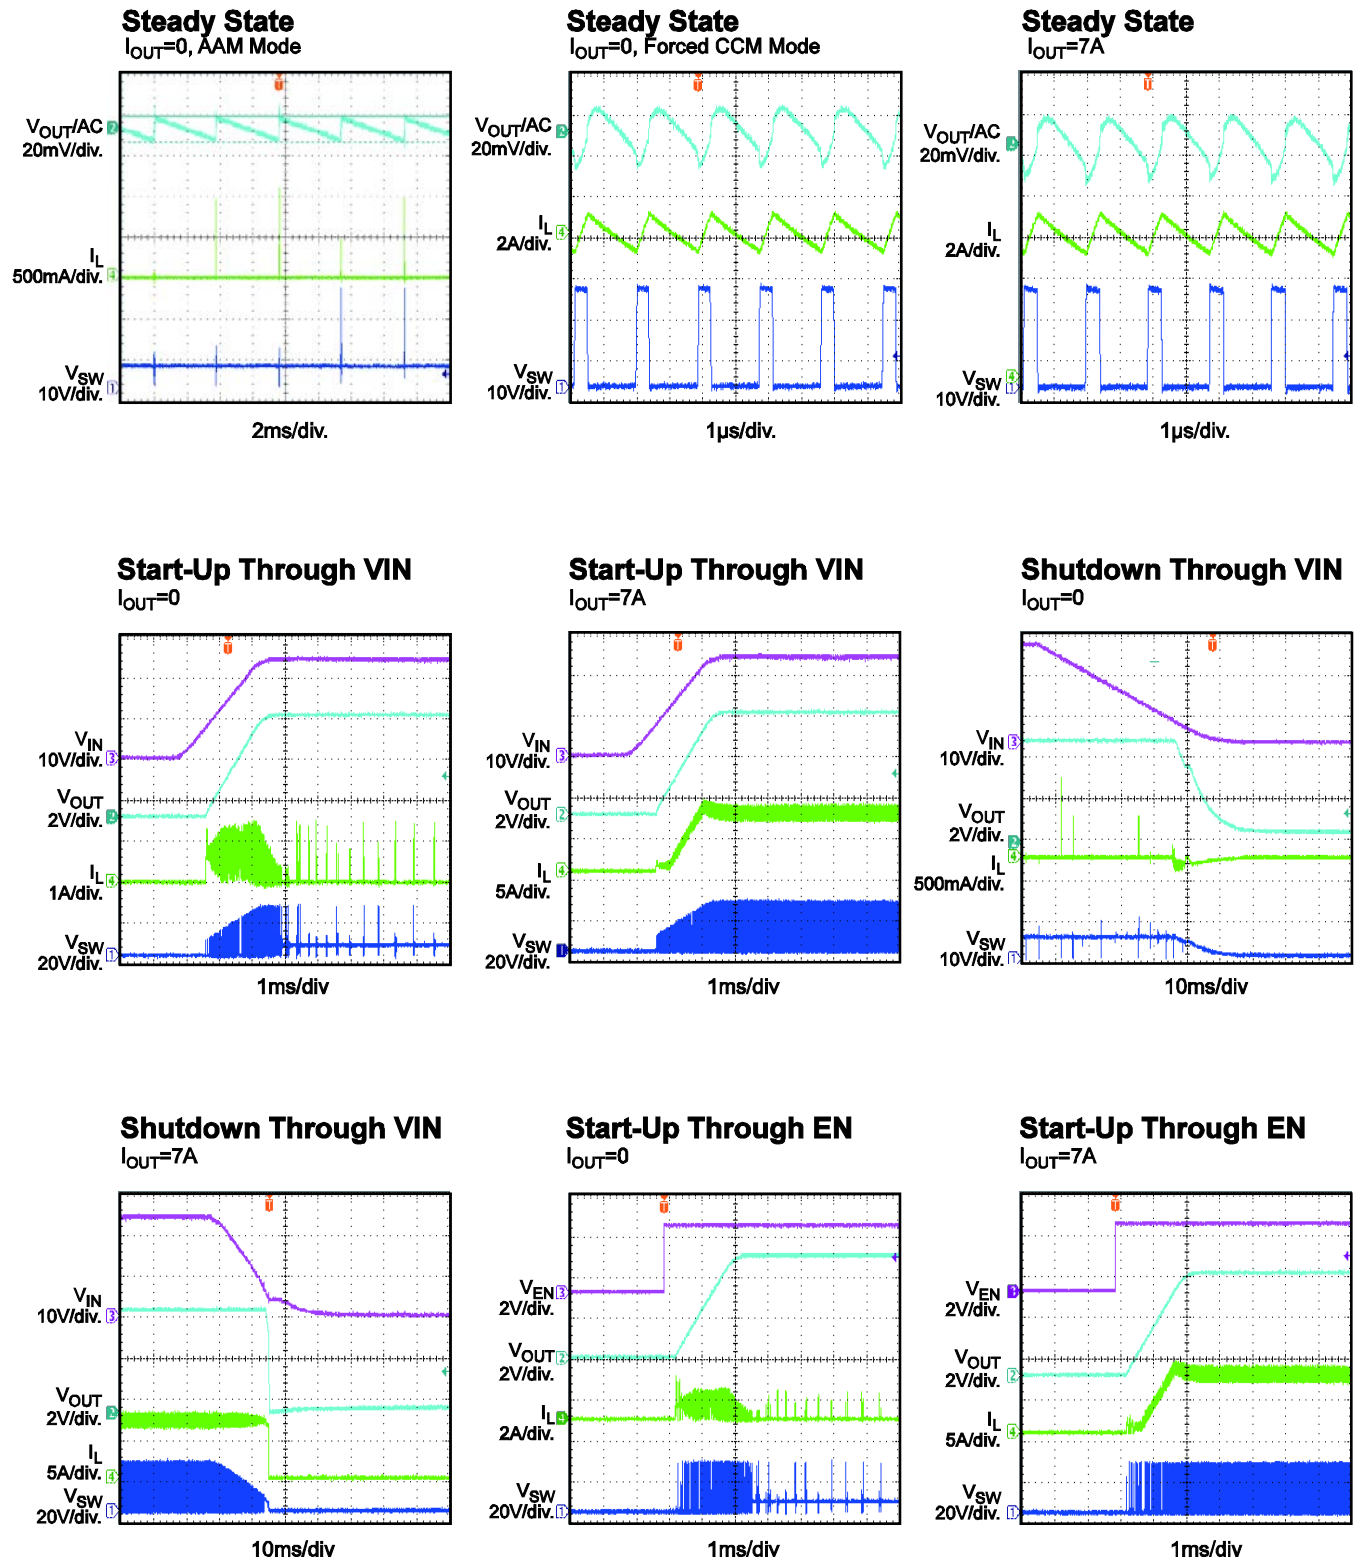 Steady State
IOUT=0, AAM Mode
VOUT/AC
20mV/div.
IL
500mA/div.
VSW
10V/div.
2ms/div.
Steady State
IOUT=0, Forced CCM Mode
VOUT/AC
20mV/div.
IL
2A/div.
VSW
10V/div.
1µs/div.
Steady State
IOUT=7A
VOUT/AC
20mV/div.
IL
2A/div.
VSW
10V/div.
1µs/div.
Start-Up Through VIN
IOUT=0
VIN
10V/div.
VOUT
2V/div.
IL
1A/div.
VSW
20V/div.
1ms/div
Start-Up Through VIN
IOUT=7A
VIN
10V/div.
VOUT
2V/div.
IL
5A/div.
VSW
20V/div.
1ms/div
Shutdown Through VIN
IOUT=0
VIN
10V/div.
VOUT
2V/div.
IL
500mA/div.
VSW
10V/div.
10ms/div
Shutdown Through VIN
IOUT=7A
VIN
10V/div.
VOUT
2V/div.
IL
5A/div.
VSW
20V/div.
10ms/div
Start-Up Through EN
IOUT=0
VEN
2V/div.
VOUT
2V/div.
IL
2A/div.
VSW
20V/div.
1ms/div
Start-Up Through EN
IOUT=7A
VEN
2V/div.
VOUT
2V/div.
IL
5A/div.
VSW
20V/div.
1ms/div